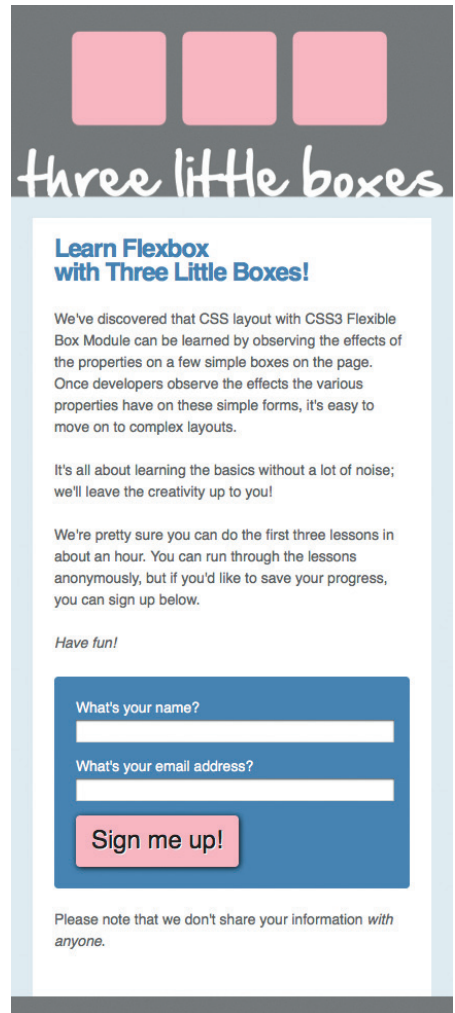 three little boxes
Learn Flexbox
with Three Little Boxes!
We've discovered that CSS layout with CSS3 Flexible
Box Module can be learned by observing the effects of
the properties on a few simple boxes on the page.
Once developers observe the effects the various
properties have on these simple forms, it's easy to
move on to complex layouts.
It's all about learning the basics without a lot of noise;
we'll leave the creativity up to you!
We're pretty sure you can do the first three lessons in
about an hour. You can run through the lessons
anonymously, but if you'd like to save your progress,
you can sign up below.
Have fun!
What's your name?
What's your email address?
Sign me up!
Please note that we don't share your information with
anyone.